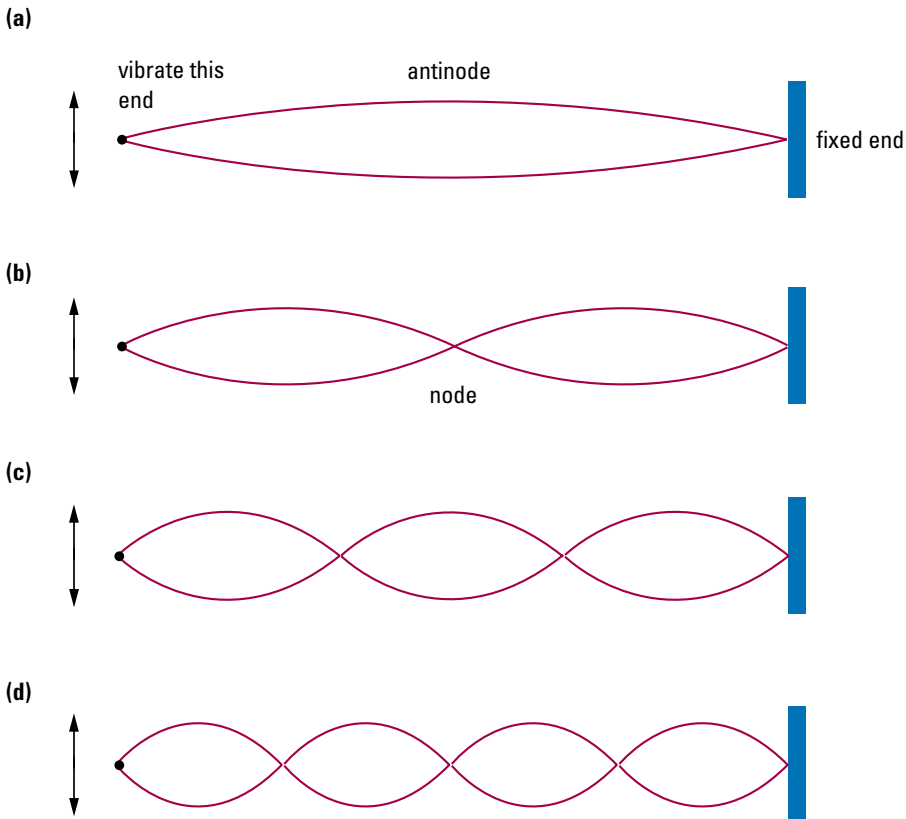 (a)
vibrate this
end
antinode
fixed end
(b)
node
(c)
(d)